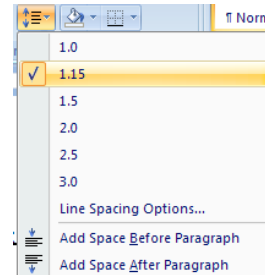 ¶ Norm
1.0
1.15
1.5
2.0
2.5
3.0
Line Spacing Options...
Add Space Before Paragraph
Add Space After Paragraph